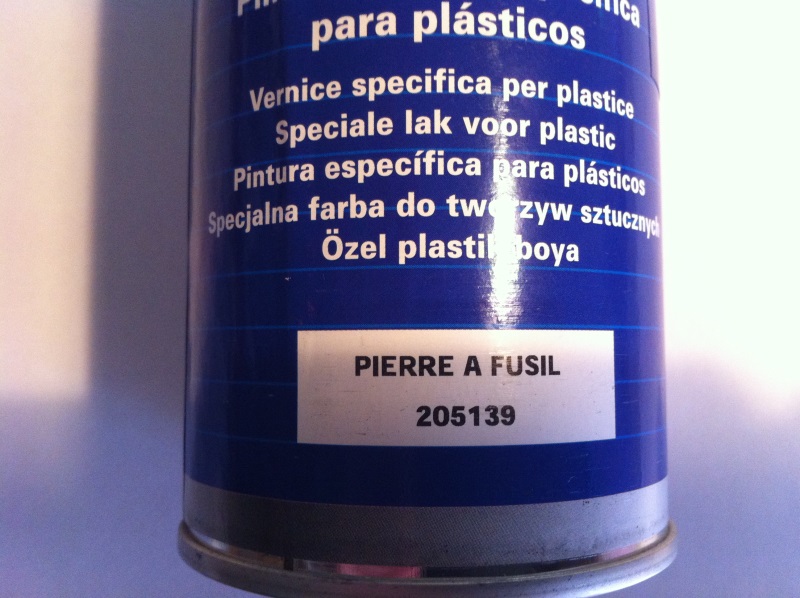 para plásticos
Vernice specifica per plastice
Speciale lak voor plastic
Pintura específica para plásticos
Specjalna farba do tworzyw sztucznych
Özel plastik boya
PIERRE A FUSIL
205139